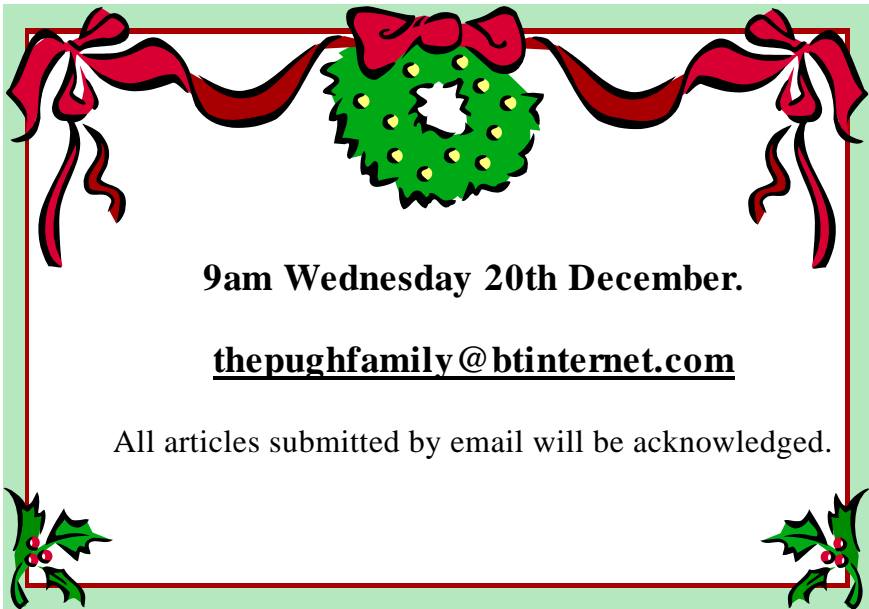 9am Wednesday 20th December.
thepughfamily@btinternet.com
All articles submitted by email will be acknowledged.